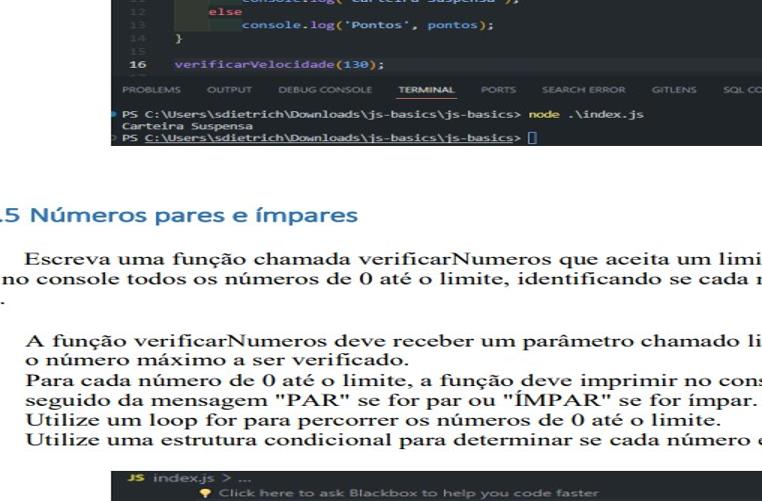 11 console.log('Carteira Suspensa');
12 else
13 console.log('Pontos', pontos);
14 }
15
16 verificarVelocidade(130);
PROBLEMS OUTPUT DEBUG CONSOLE TERMINAL PORTS SEARCH ERROR GITLENS SQL CO
PS C:\Users\sdietrich\Downloads\js-basics\js-basics> node .\index.js
Carteira Suspensa
PS C:\Users\sdietrich\Downloads\js-basics\js-basics>
.5 Números pares e ímpares
Escreva uma função chamada verificarNumeros que aceita um limi
no console todos os números de 0 até o limite, identificando se cada
.
A função verificarNumeros deve receber um parâmetro chamado li
o número máximo a ser verificado.
Para cada número de 0 até o limite, a função deve imprimir no cons
seguido da mensagem "PAR" se for par ou "ÍMPAR" se for ímpar.
Utilize um loop for para percorrer os números de 0 até o limite.
Utilize uma estrutura condicional para determinar se cada número
JS index.js > ...
Click here to ask Blackbox to help you code faster